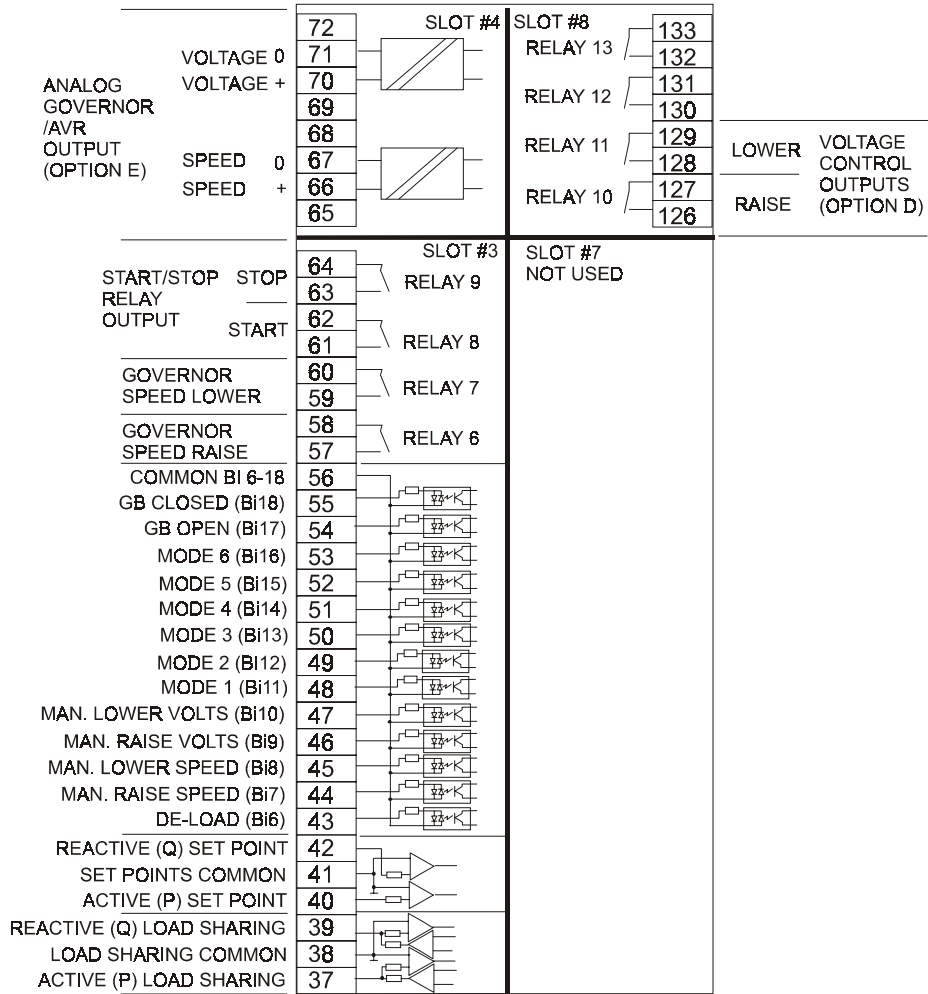 72 SLOT #4 SLOT #8 133
VOLTAGE 0 71 RELAY 13 132
VOLTAGE + 70 131
ANALOG
GOVERNOR
/AVR
OUTPUT
(OPTION E)
69 RELAY 12 130
68 129
SPEED 0 67 RELAY 11 128
SPEED + 66 127
65 RELAY 10 126
LOWER
RAISE
VOLTAGE
CONTROL
OUTPUTS
(OPTION D)
SLOT #3 SLOT #7
NOT USED
START/STOP
RELAY
OUTPUT
STOP 64
63 RELAY 9
START 62
61 RELAY 8
GOVERNOR 60
SPEED LOWER 59 RELAY 7
GOVERNOR 58
SPEED RAISE 57 RELAY 6
COMMON BI 6-18 56
GB CLOSED (Bi18) 55
GB OPEN (Bi17) 54
MODE 6 (Bi16) 53
MODE 5 (Bi15) 52
MODE 4 (Bi14) 51
MODE 3 (Bi13) 50
MODE 2 (BI12) 49
MODE 1 (Bi11) 48
MAN. LOWER VOLTS (Bi10) 47
MAN. RAISE VOLTS (Bi9) 46
MAN. LOWER SPEED (Bi8) 45
MAN. RAISE SPEED (Bi7) 44
DE-LOAD (Bi6) 43
REACTIVE (Q) SET POINT 42
SET POINTS COMMON 41
ACTIVE (P) SET POINT 40
REACTIVE (Q) LOAD SHARING 39
LOAD SHARING COMMON 38
ACTIVE (P) LOAD SHARING 37